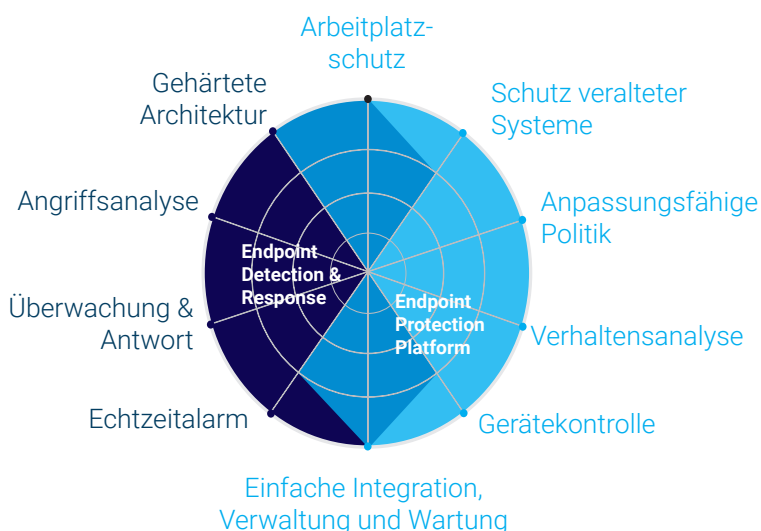 Arbeitplatz-
schutz
Gehärtete
Architektur
Schutz veralteter
Systeme
Angriffsanalyse
Anpassungsfähige
Politik
Endpoint
Detection &
Response
Endpoint
Protection
Platform
Überwachung &
Antwort
Verhaltensanalyse
Echtzeitalarm
Gerätekontrolle
Einfache Integration,
Verwaltung und Wartung